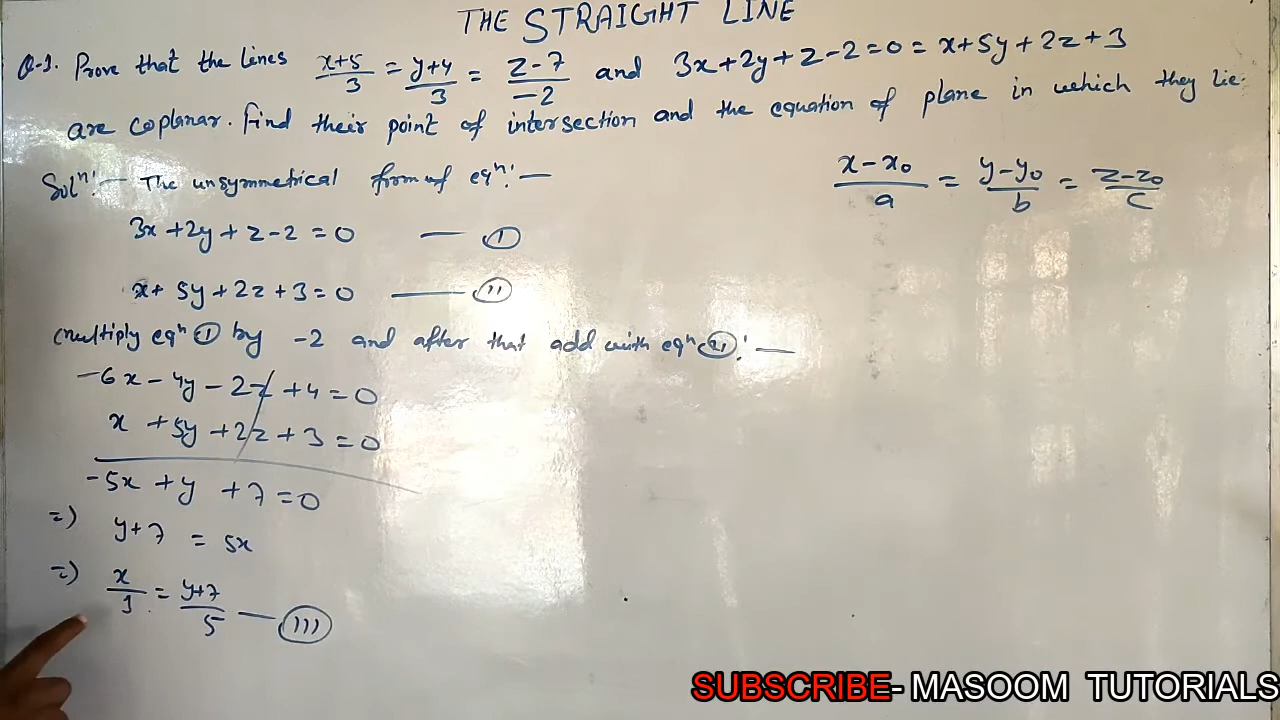 THE STRAIGHT LINE
Q-1. Prove that the lines (x+5)/3 = (y+4)/3 = (z-7)/-2 and 3x+2y+z-2=0=x+5y+2z+3
are coplanar. Find their point of intersection and the equation of plane in which they lie.
Solⁿ:— The unsymmetrical form of eqⁿ:—
(x-x₀)/a = (y-y₀)/b = (z-z₀)/c
3x+2y+z-2=0 — (I)
x+5y+2z+3=0 — (II)
multiply eqⁿ (I) by -2 and after that add with eqⁿ (II):—
-6x-4y-2z+4=0
x+5y+2z+3=0
-5x+y+7=0
=) y+7 = 5x
=) x/1 = (y+7)/5 — (III)
SUBSCRIBE- MASOOM TUTORIALS